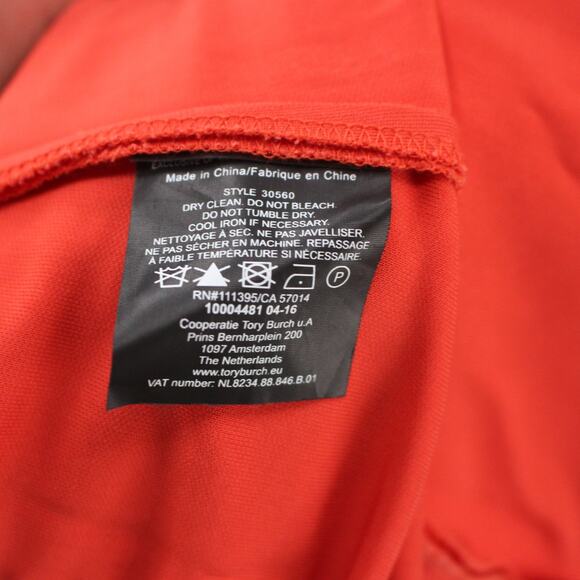 Made in China/Fabrique en Chine
STYLE 30560
DRY CLEAN. DO NOT BLEACH.
DO NOT TUMBLE DRY.
COOL IRON IF NECESSARY.
NETTOYAGE À SEC. NE PAS JAVELLISER.
NE PAS SÉCHER EN MACHINE. REPASSAGE
À FAIBLE TEMPÉRATURE SI NÉCESSAIRE.
P
RN#111395/CA 57014
10004481 04-16
Cooperatie Tory Burch u.A
Prins Bernharplein 200
1097 Amsterdam
The Netherlands
www.toryburch.eu
VAT number: NL8234.88.846.B.01